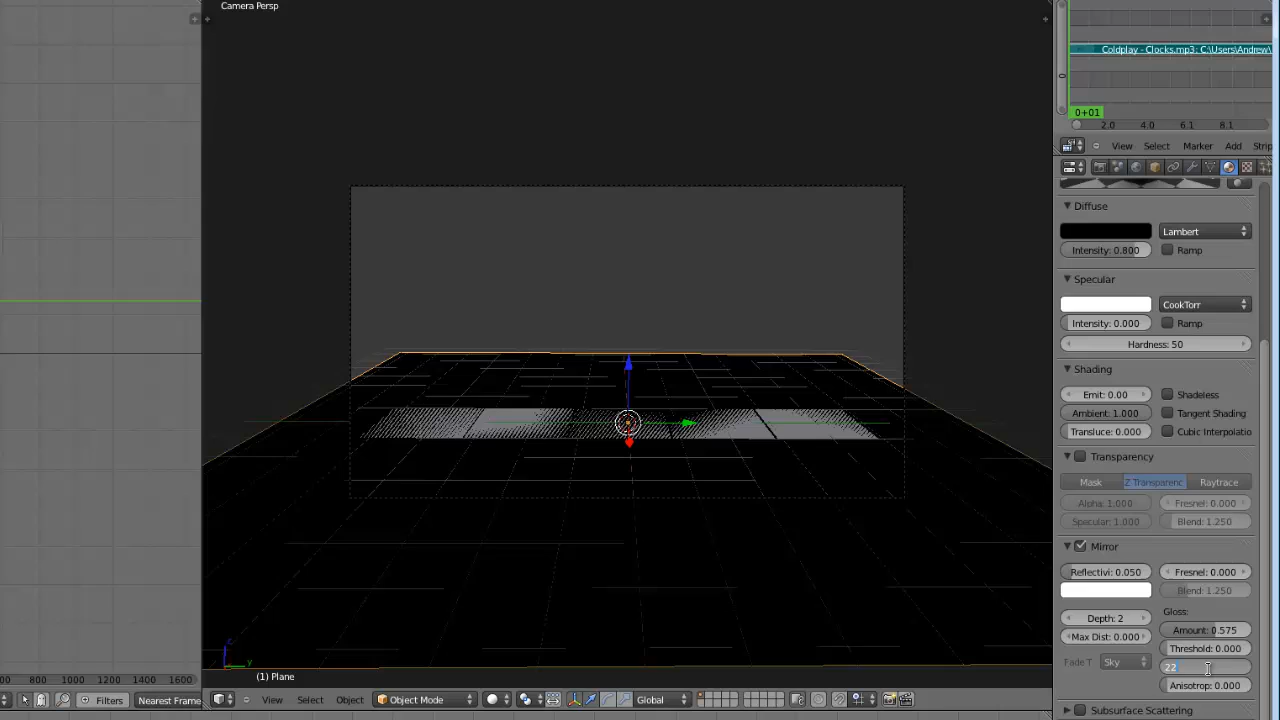 Camera Persp
Coldplay - Clocks.mp3: C:\Users\Andrew\
0+01
2.0 4.0 6.1 8.1
View Select Marker Add Strip
Diffuse
Lambert
Intensity: 0.800 Ramp
Specular
CookTorr
Intensity: 0.000 Ramp
Hardness: 50
Shading
Emit: 0.00 Shadeless
Ambient: 1.000 Tangent Shading
Transluce: 0.000 Cubic Interpolatio
Transparency
Mask Z Transparenc Raytrace
Alpha: 1.000 Fresnel: 0.000
Specular: 1.000 Blend: 1.250
Mirror
Reflectivi: 0.050 Fresnel: 0.000
Blend: 1.250
Gloss:
Depth: 2 Amount: 0.575
Max Dist: 0.000 Threshold: 0.000
Fade T Sky 22
Anisotrop: 0.000
Subsurface Scattering
z
y
(1) Plane
600 800 1000 1200 1400 1600
Filters Nearest Frame
View Select Object Object Mode Global